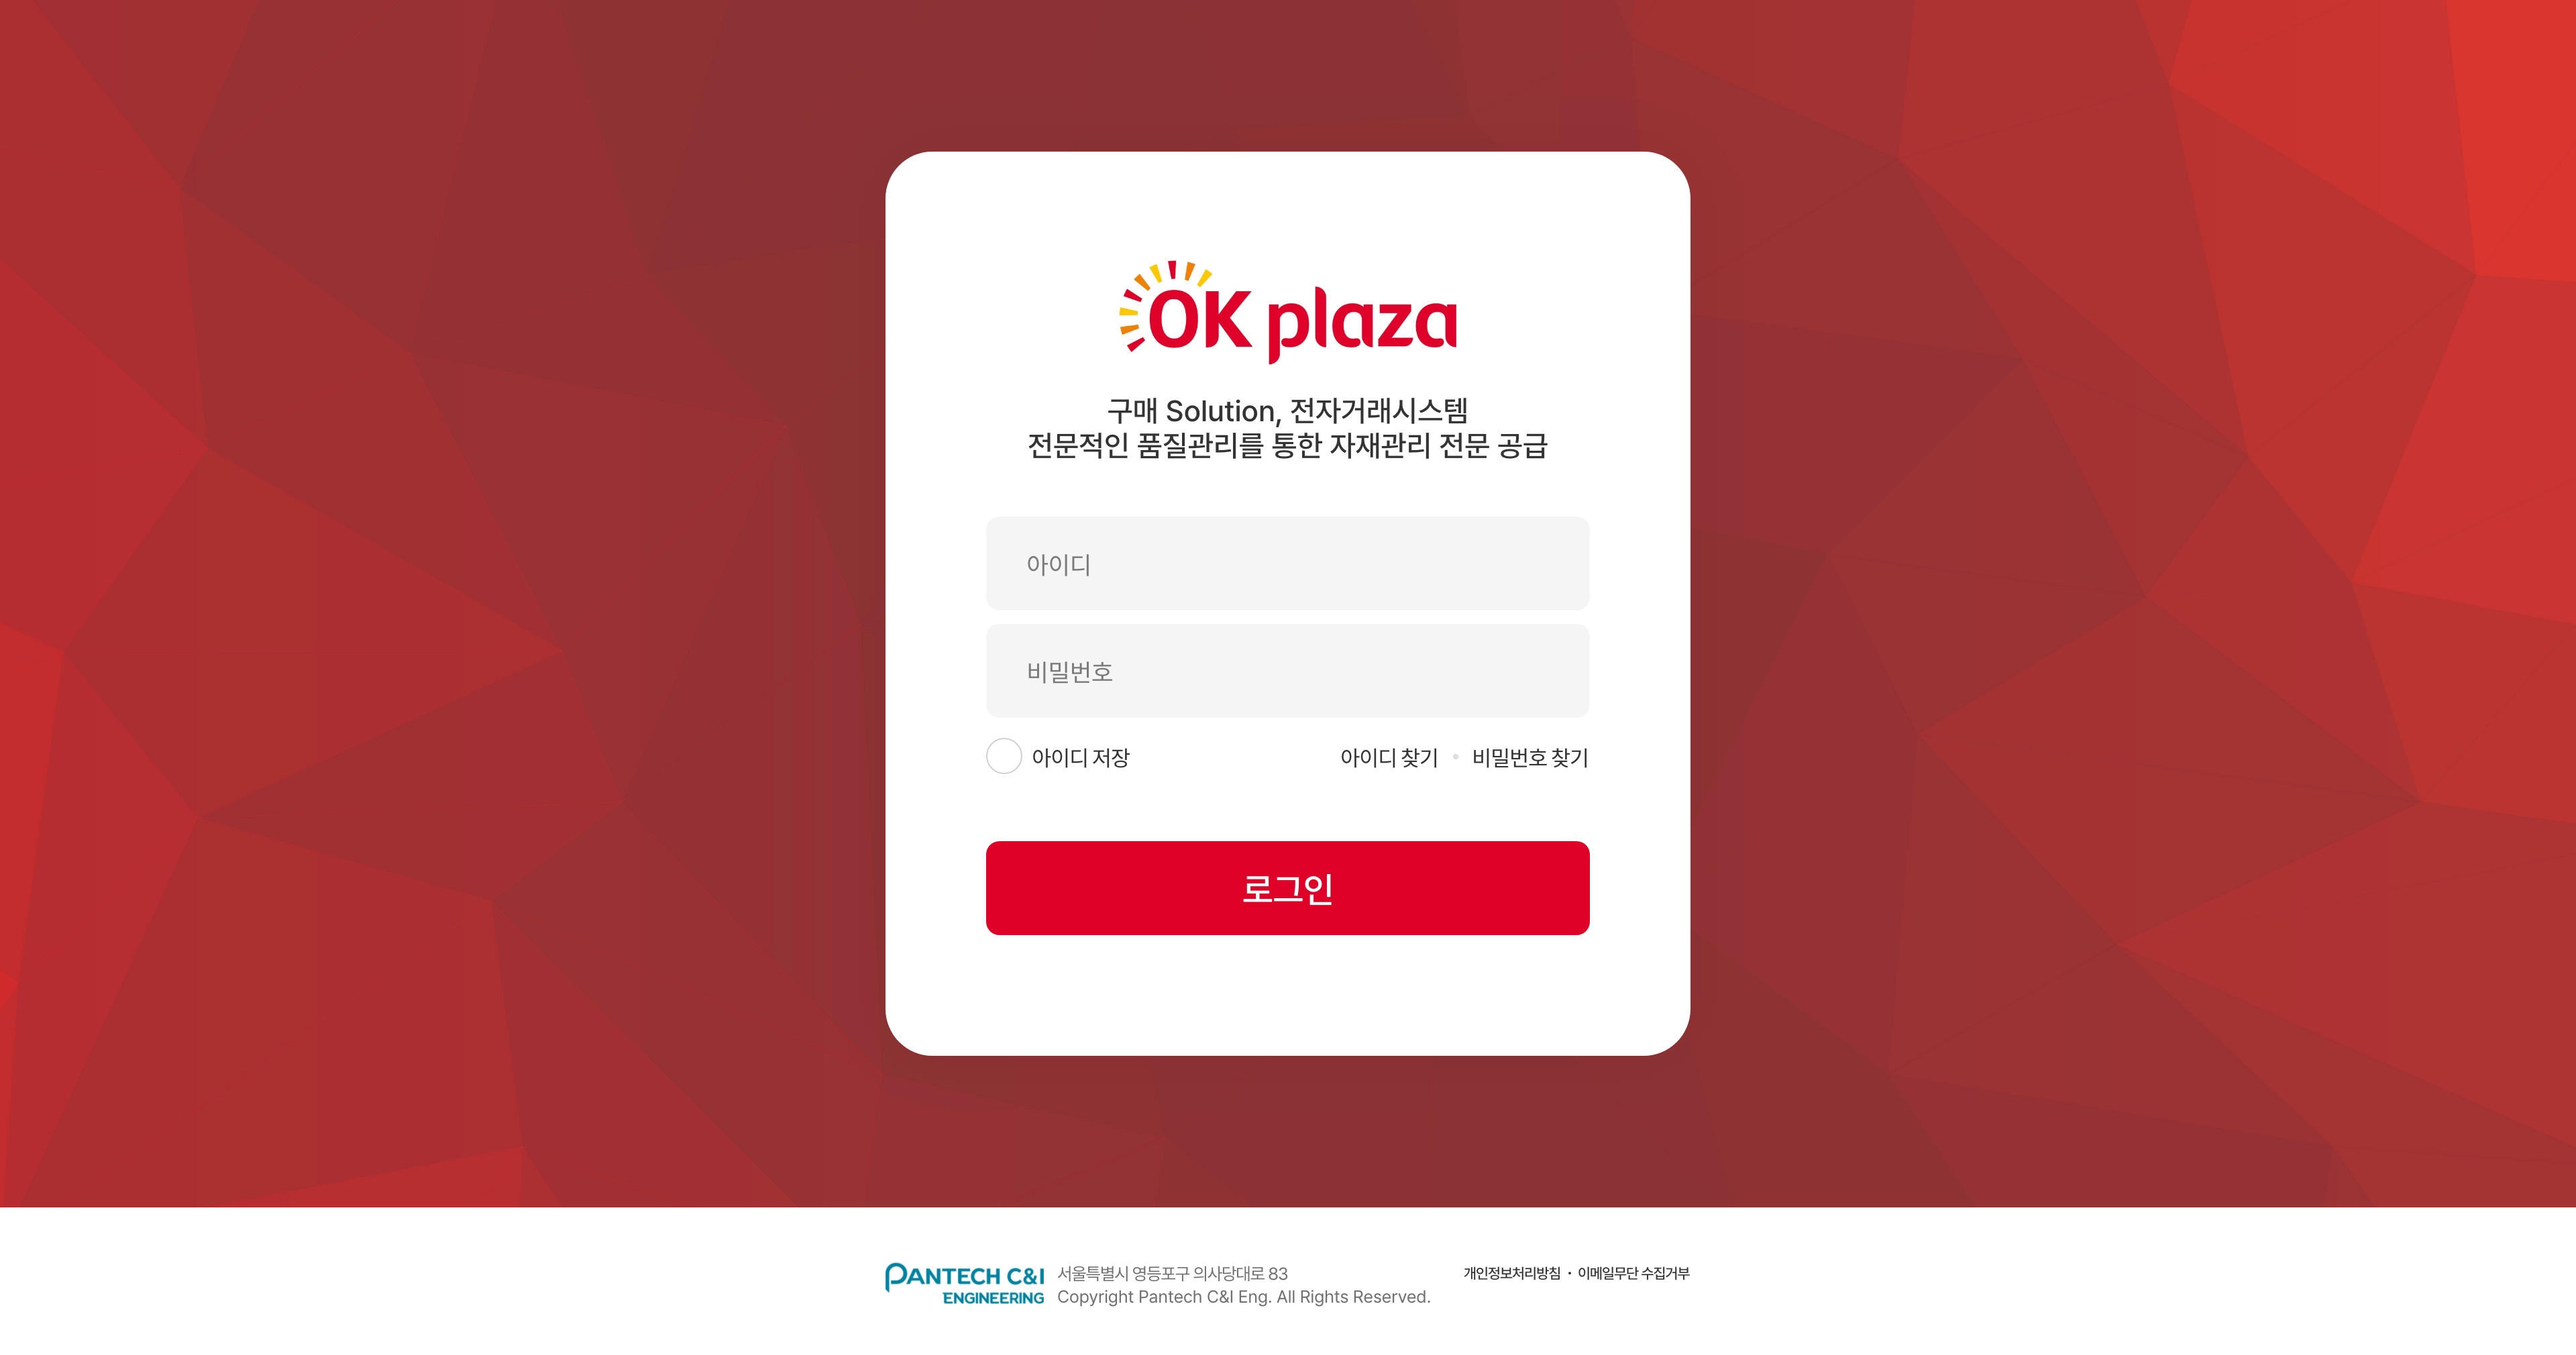 OK plaza
구매 Solution, 전자거래시스템
전문적인 품질관리를 통한 자재관리 전문 공급
아이디
비밀번호
아이디 저장
아이디 찾기 • 비밀번호 찾기
로그인
PANTECH C&I
ENGINEERING
서울특별시 영등포구 의사당대로 83
Copyright Pantech C&I Eng. All Rights Reserved.
개인정보처리방침 • 이메일무단 수집거부